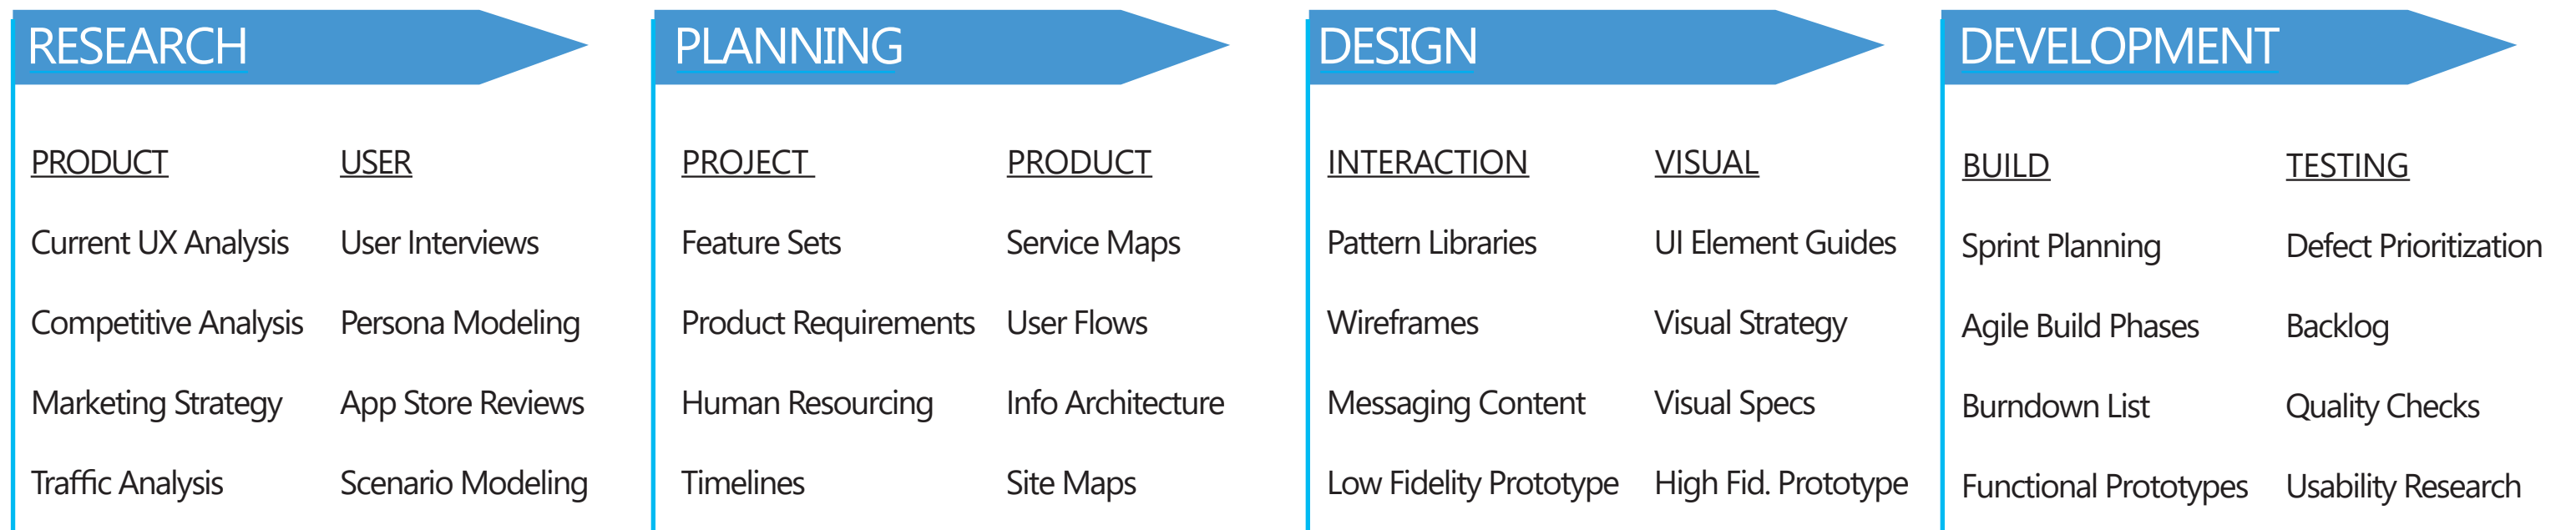 RESEARCH
PRODUCT
Current UX Analysis
Competitive Analysis
Marketing Strategy
Traffic Analysis
USER
User Interviews
Persona Modeling
App Store Reviews
Scenario Modeling
PLANNING
PROJECT
Feature Sets
Product Requirements
Human Resourcing
Timelines
PRODUCT
Service Maps
User Flows
Info Architecture
Site Maps
DESIGN
INTERACTION
Pattern Libraries
Wireframes
Messaging Content
Low Fidelity Prototype
VISUAL
UI Element Guides
Visual Strategy
Visual Specs
High Fid. Prototype
DEVELOPMENT
BUILD
Sprint Planning
Agile Build Phases
Burndown List
Functional Prototypes
TESTING
Defect Prioritization
Backlog
Quality Checks
Usability Research